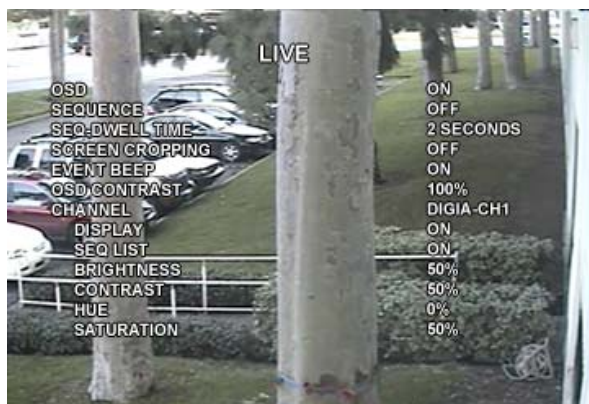 LIVE
OSD ON
SEQUENCE OFF
SEQ-DWELL TIME 2 SECONDS
SCREEN CROPPING OFF
EVENT BEEP ON
OSD CONTRAST 100%
CHANNEL DIGIA-CH1
DISPLAY ON
SEQ LIST ON
BRIGHTNESS 50%
CONTRAST 50%
HUE 0%
SATURATION 50%